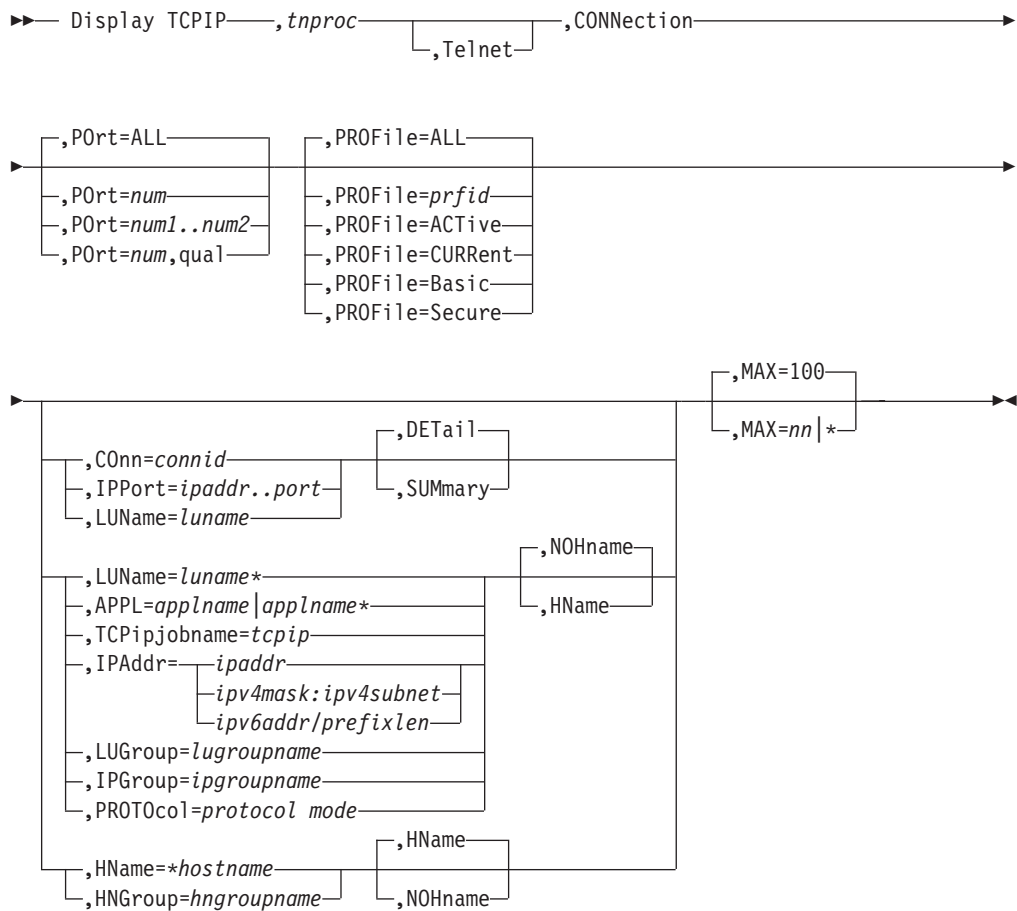 Display TCPIP ,tnproc ,CONNection
,Telnet
,POrt=ALL ,PROFile=ALL
,POrt=num ,PROFile=prfid
,POrt=num1..num2 ,PROFile=ACTive
,POrt=num,qual ,PROFile=CURRent
,PROFile=Basic
,PROFile=Secure
,MAX=100
,DETail ,MAX=nn|*
,COnn=connid
,IPPort=ipaddr..port ,SUMmary
,LUName=luname
,NOHname
,LUName=luname*
,APPL=applname|applname* ,HName
,TCPipjobname=tcpip
,IPAddr= ipaddr
ipv4mask:ipv4subnet
ipv6addr/prefixlen
,LUGroup=lugroupname
,IPGroup=ipgroupname
,PROTOcol=protocol mode
,HName
,HName=*hostname
,HNGroup=hngroupname ,NOHname